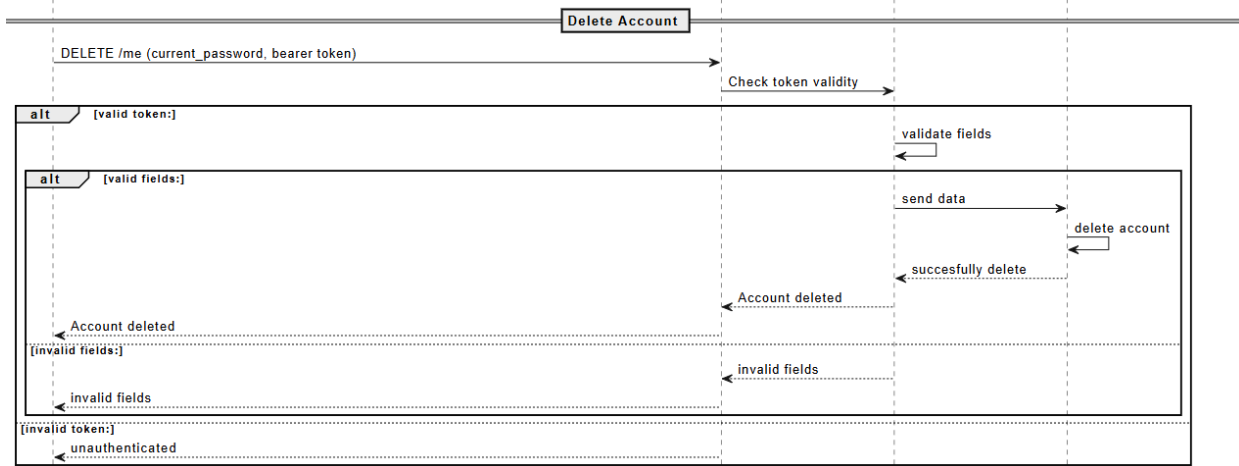 Delete Account
DELETE /me (current_password, bearer token)
Check token validity
alt [valid token:]
validate fields
alt [valid fields:]
send data
delete account
succesfully delete
Account deleted
Account deleted
[invalid fields:]
invalid fields
invalid fields
[invalid token:]
unauthenticated